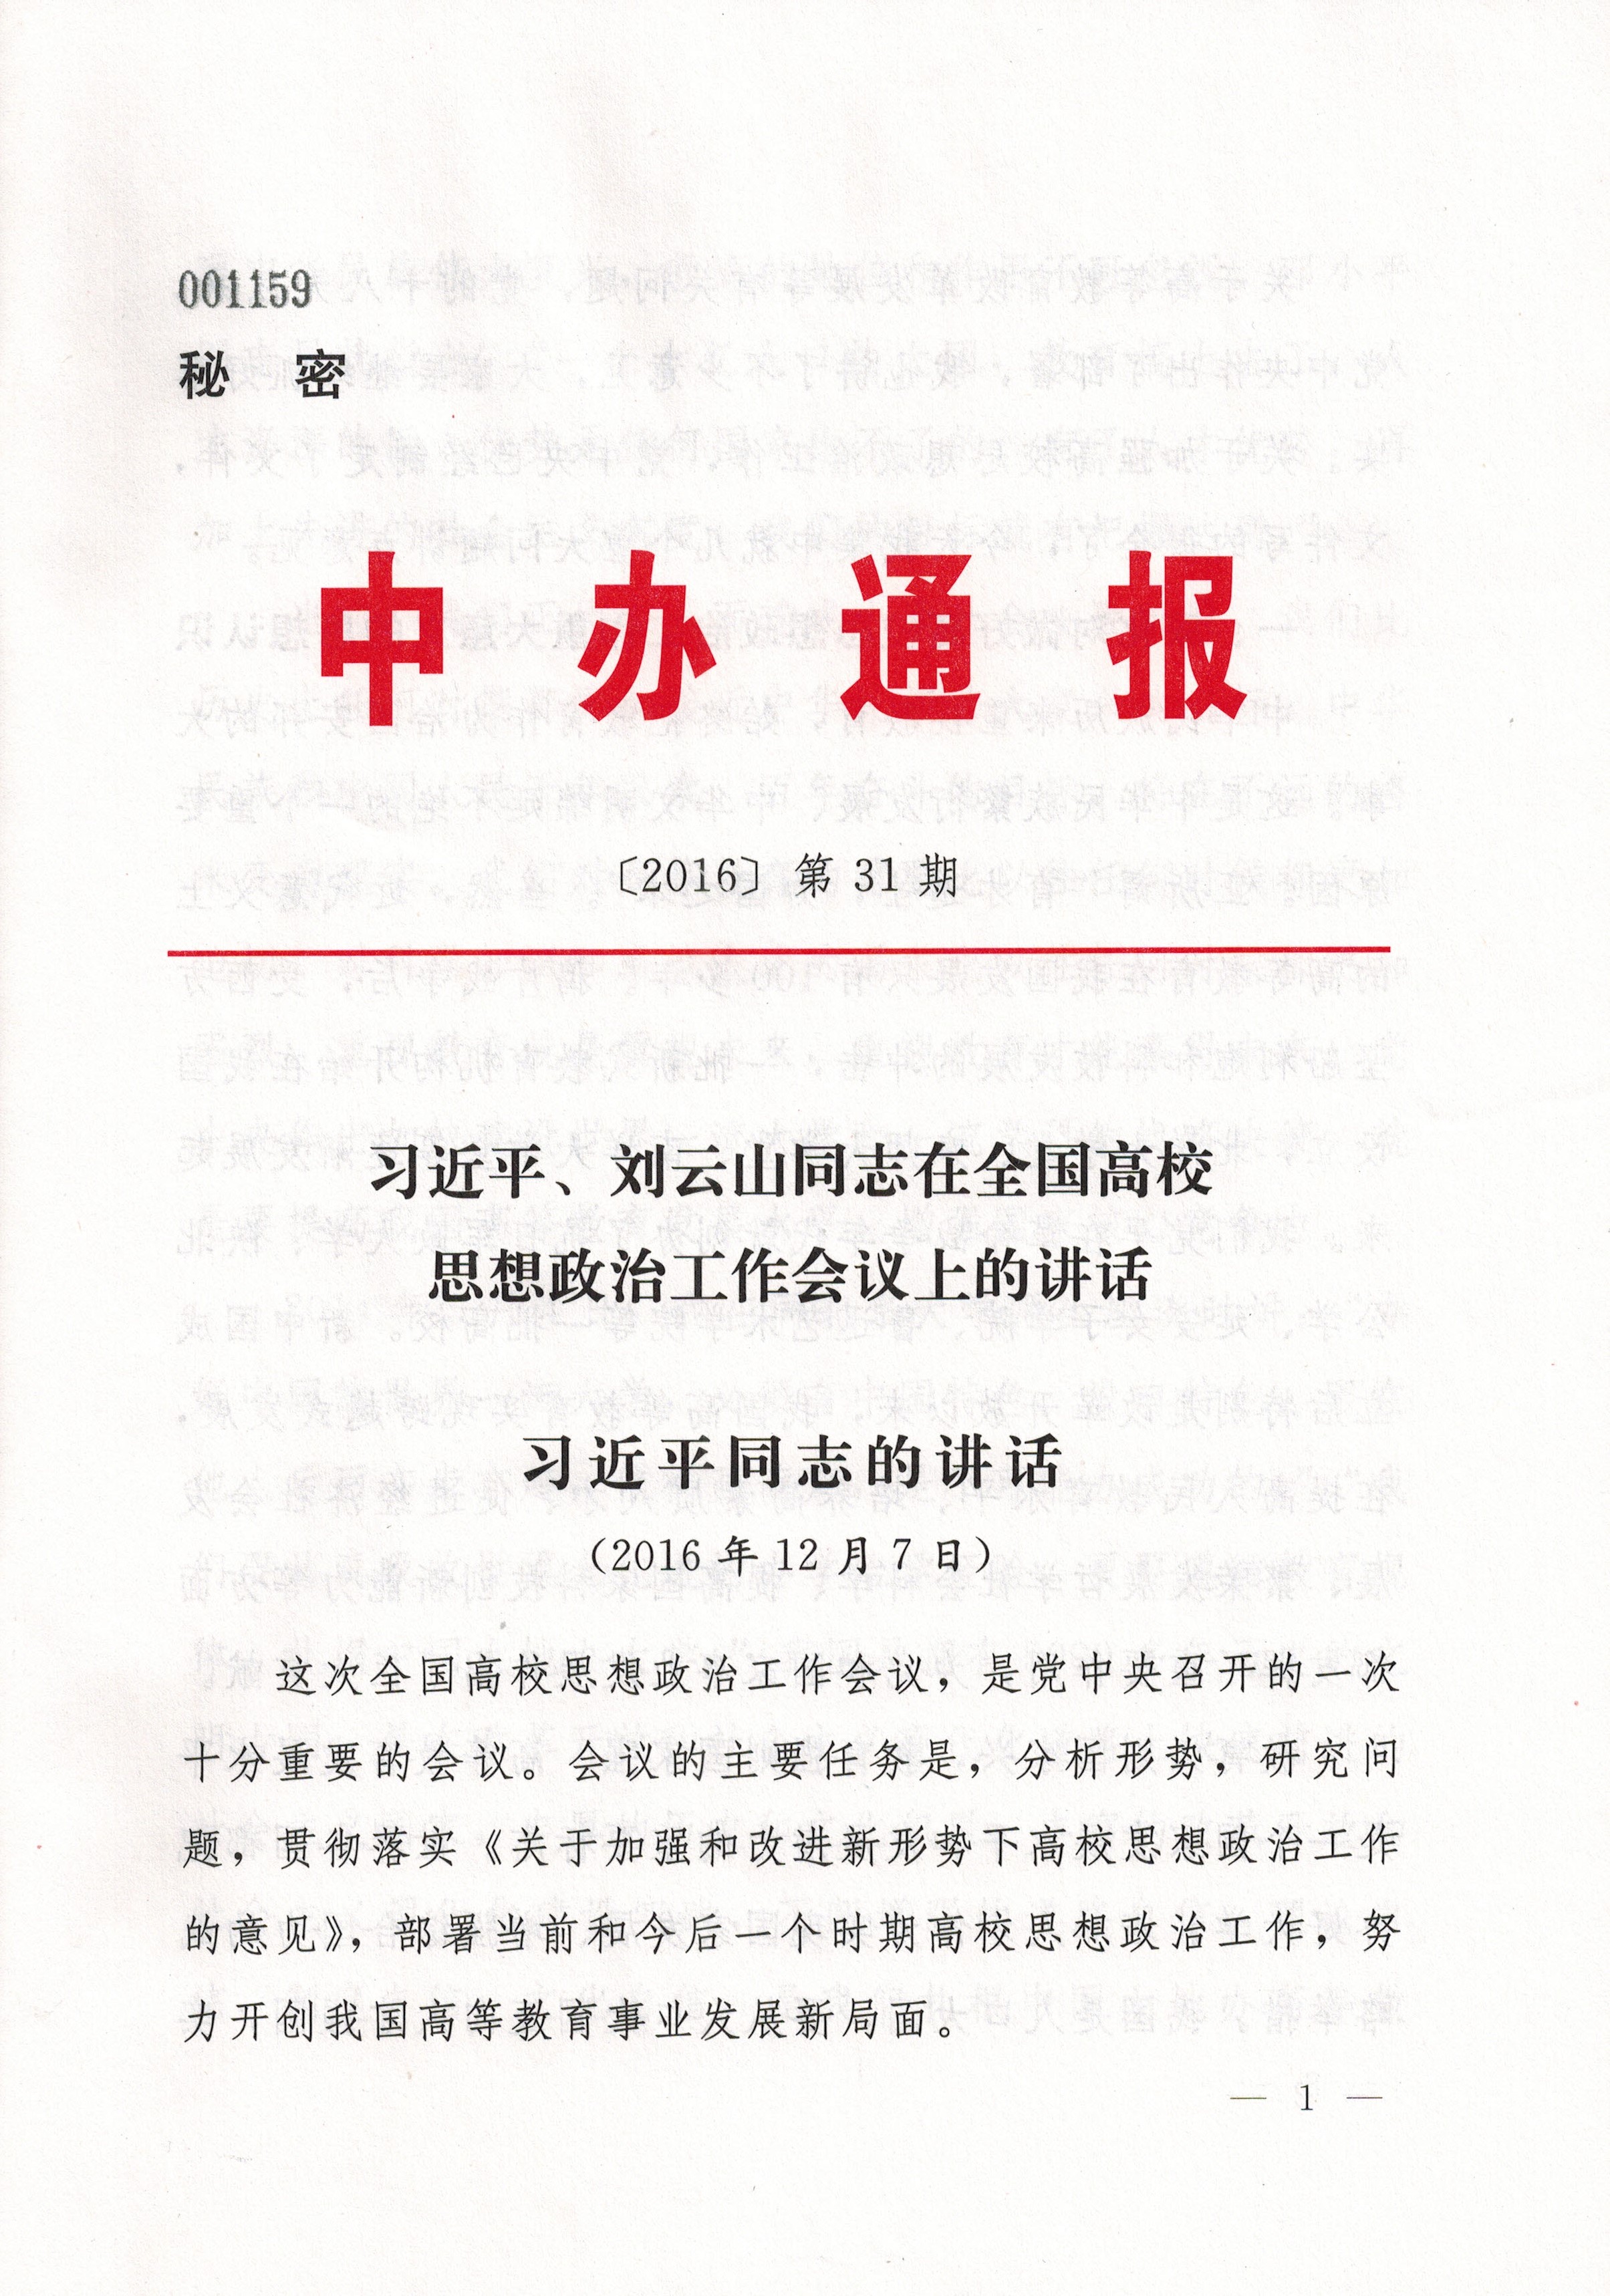 001159
秘 密
中办通报
〔2016〕第 31 期
习近平、刘云山同志在全国高校
思想政治工作会议上的讲话
习近平同志的讲话
（2016 年 12 月 7 日）
这次全国高校思想政治工作会议，是党中央召开的一次
十分重要的会议。会议的主要任务是，分析形势，研究问
题，贯彻落实《关于加强和改进新形势下高校思想政治工作
的意见》，部署当前和今后一个时期高校思想政治工作，努
力开创我国高等教育事业发展新局面。
— 1 —